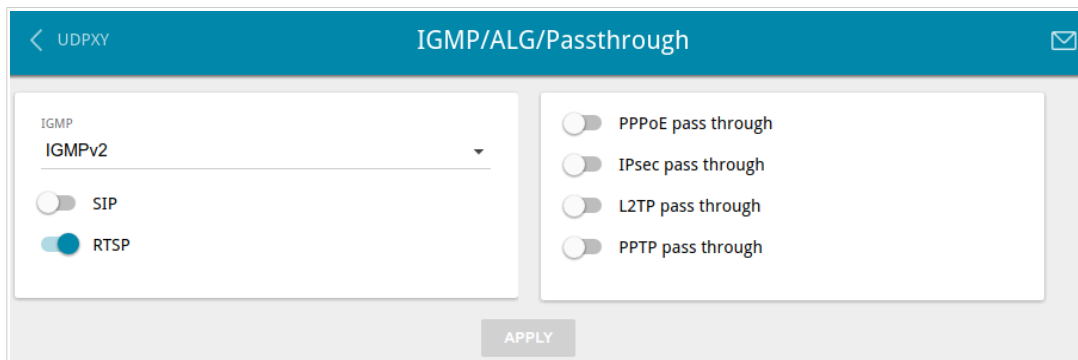 UDPXY
IGMP/ALG/Passthrough
IGMP
IGMPv2
SIP
RTSP
PPPoE pass through
IPsec pass through
L2TP pass through
PPTP pass through
APPLY